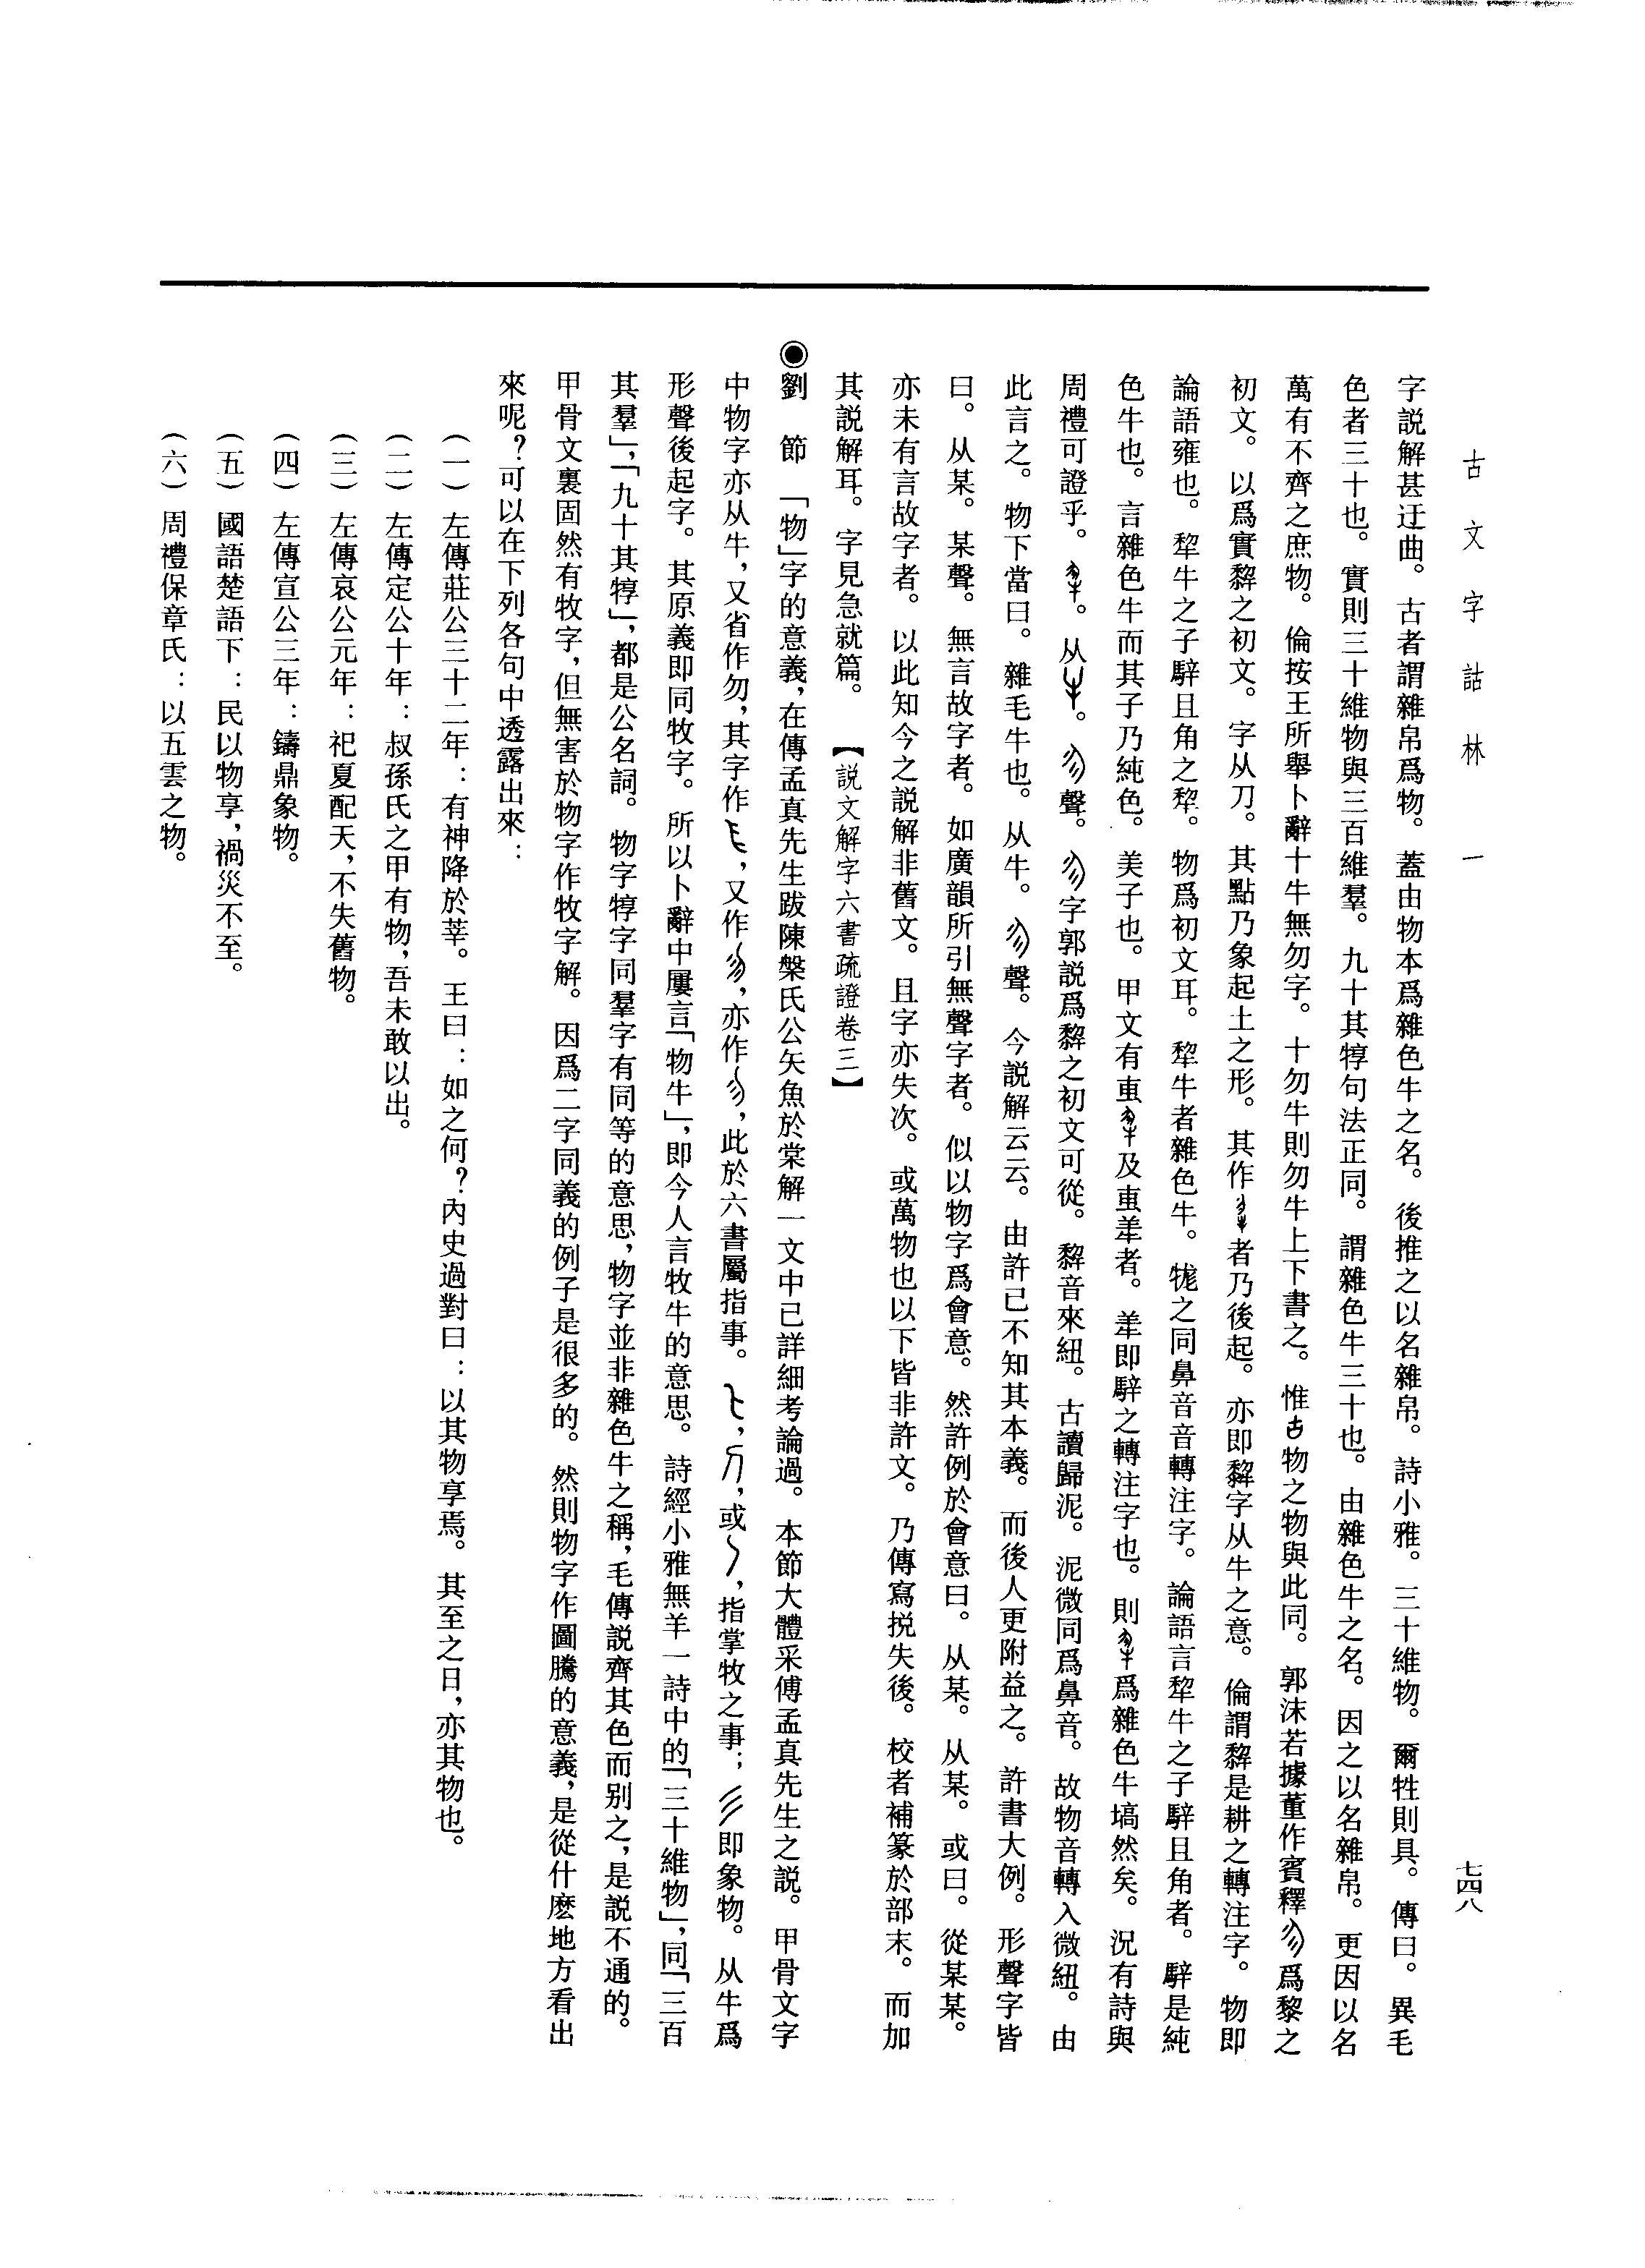 古文字詁林 一
七四八
字説解甚迂曲。古者謂雜帛爲物。蓋由物本爲雜色牛之名。後推之以名雜帛。詩小雅。三十維物。爾牲則具。傳曰。異毛
色者三十也。實則三十維物與三百維羣。九十其犉句法正同。謂雜色牛三十也。由雜色牛之名。因之以名雜帛。更因以名
萬有不齊之庶物。倫按王所舉卜辭十牛無勿字。十勿牛則勿牛上下書之。惟物之物與此同。郭沫若據董作賓釋爲黎之
初文。以爲實黎之初文。字从刀。其點乃象起土之形。其作者乃後起。亦即犂字从牛之意。倫謂犂是耕之轉注字。物即
論語雍也。犂牛之子騂且角之犂。物爲初文耳。犂牛者雜色牛。牻之同鼻音音轉注字。論語言犂牛之子騂且角者。騂是純
色牛也。言雜色牛而其子乃純色。美子也。甲文有叀及叀𦍩者。𦍩即騂之轉注字也。則爲雜色牛塙然矣。況有詩與
周禮可證乎。从。聲。字郭説爲犂之初文可從。犂音來紐。古讀歸泥。泥微同爲鼻音。故物音轉入微紐。由
此言之。物下當曰。雜毛牛也。从牛。聲。今説解云云。由許已不知其本義。而後人更附益之。許書大例。形聲字皆
曰。从某。某聲。無言故字者。如廣韻所引無聲字者。似以物字爲會意。然許例於會意曰。从某。从某。或曰。從某某。
亦未有言故字者。以此知今之説解非舊文。且字亦失次。或萬物也以下皆非許文。乃傳寫挩失後。校者補篆於部末。而加
其説解耳。字見急就篇。【説文解字六書疏證卷三】
◉劉　節　「物」字的意義，在傅孟真先生跋陳槃氏公矢魚於棠解一文中已詳細考論過。本節大體采傅孟真先生之説。甲骨文字
中物字亦从牛，又省作勿，其字作，又作，亦作，此於六書屬指事。，，或，指掌牧之事；即象物。从牛爲
形聲後起字。其原義即同牧字。所以卜辭中屢言「物牛」，即今人言牧牛的意思。詩經小雅無羊一詩中的「三十維物」，同「三百
其羣」，「九十其犉」，都是公名詞。物字犉字同羣字有同等的意思，物字並非雜色牛之稱，毛傳説齊其色而别之，是説不通的。
甲骨文裏固然有牧字，但無害於物字作牧字解。因爲二字同義的例子是很多的。然則物字作圖騰的意義，是從什麽地方看出
來呢？可以在下列各句中透露出來：
（一）左傳莊公三十二年：有神降於莘。王曰：如之何？內史過對曰：以其物享焉。其至之日，亦其物也。
（二）左傳定公十年：叔孫氏之甲有物，吾未敢以出。
（三）左傳哀公元年：祀夏配天，不失舊物。
（四）左傳宣公三年：鑄鼎象物。
（五）國語楚語下：民以物享，禍災不至。
（六）周禮保章氏：以五雲之物。